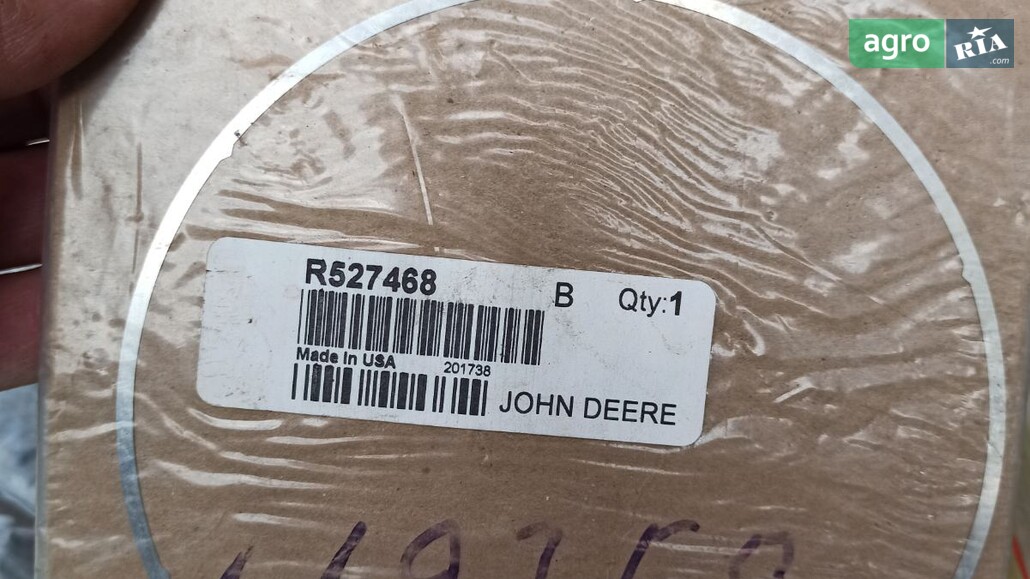 agro RIA .com
R527468
B Qty:1
Made In USA 201738
JOHN DEERE